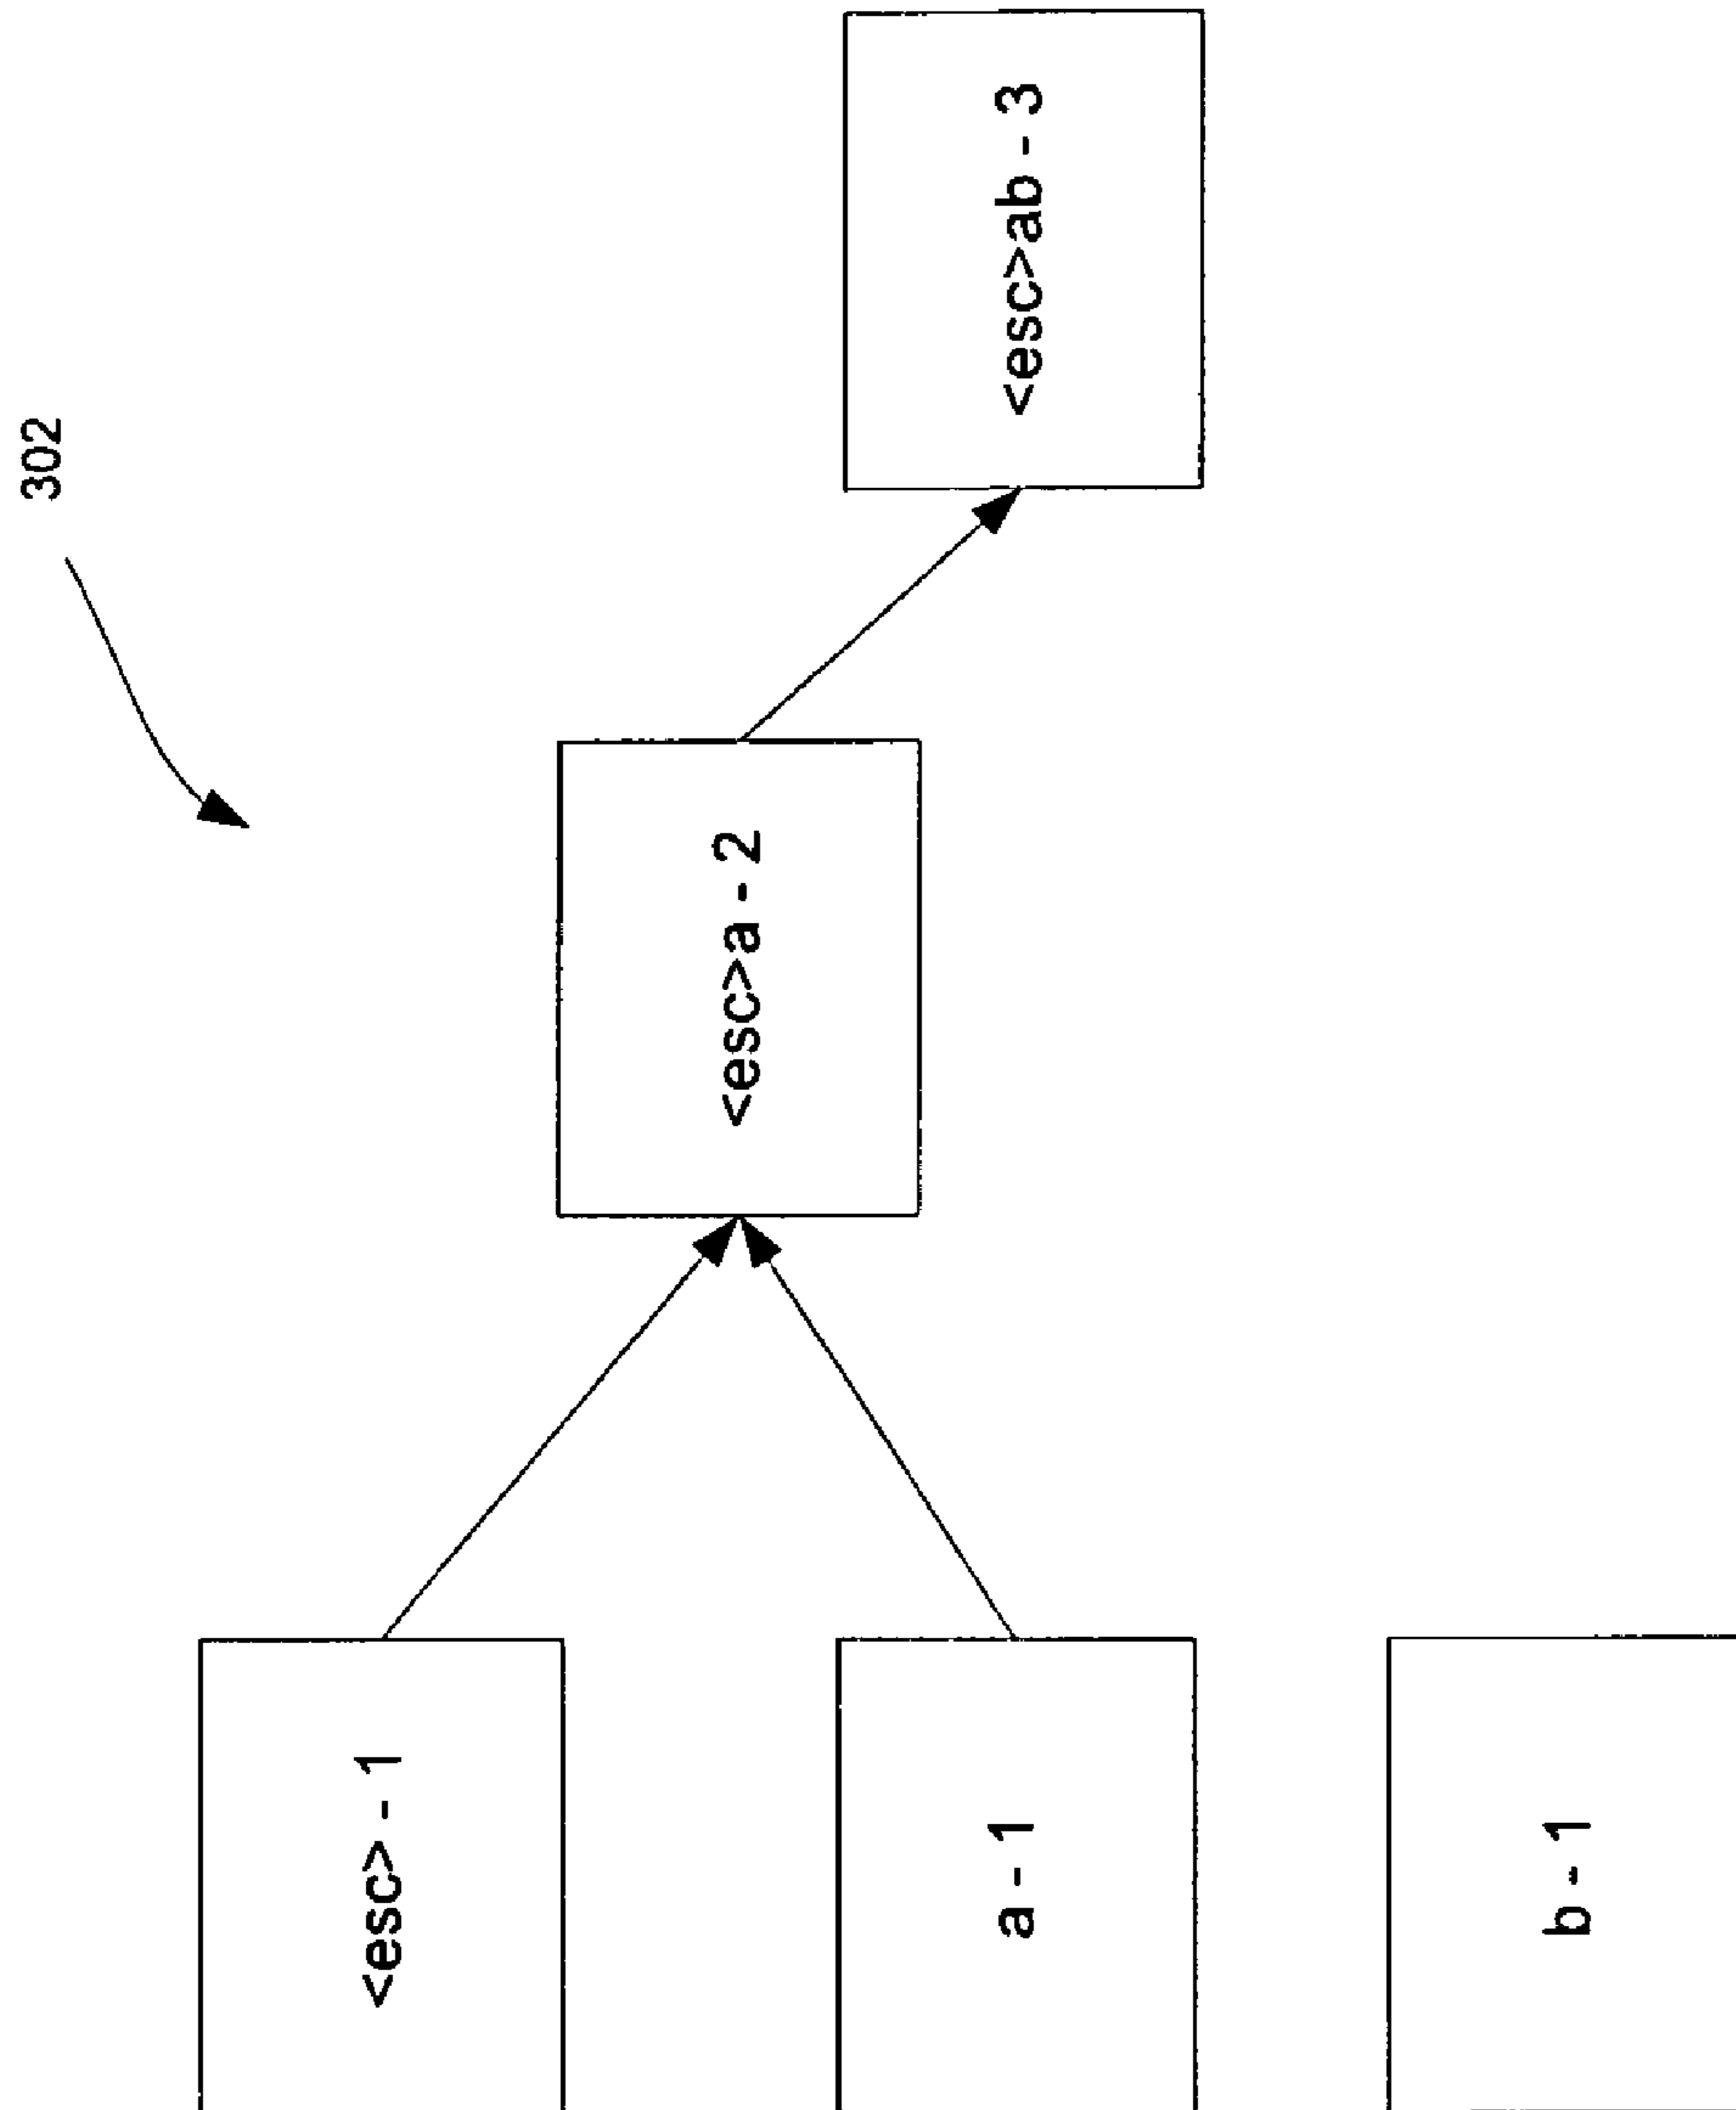 302
<esc> - 1
<esc>a - 2
<esc>ab - 3
a - 1
b - 1